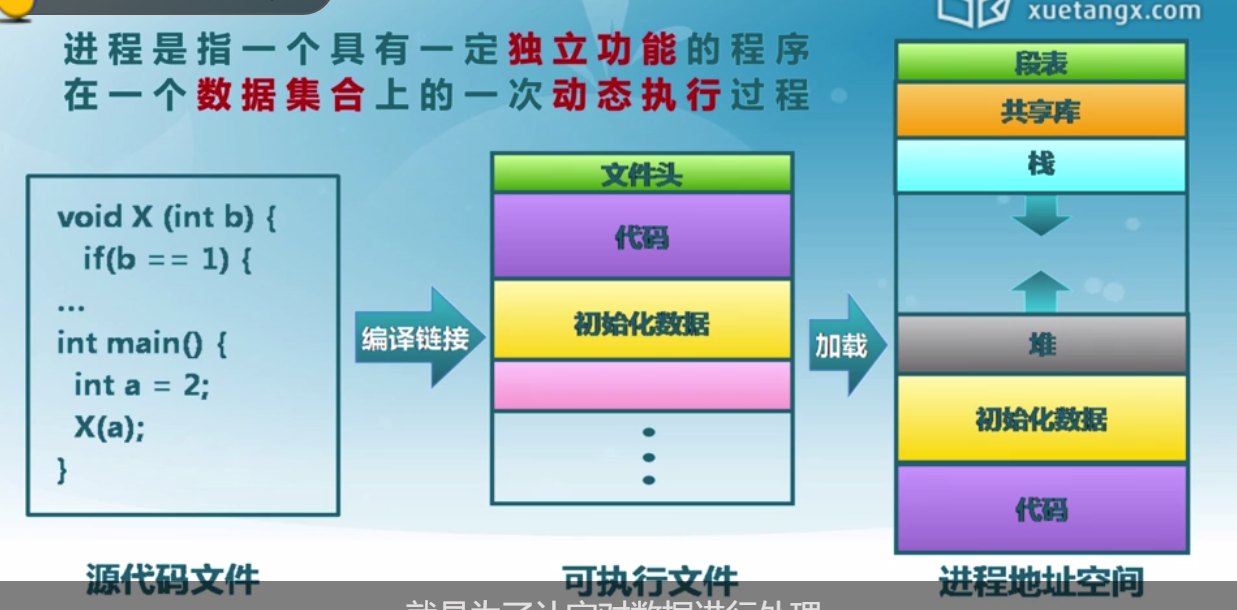 xuetangx.com
进程是指一个具有一定独立功能的程序
在一个数据集合上的一次动态执行过程
void X (int b) {
if(b == 1) {
...
int main() {
int a = 2;
X(a);
}
源代码文件
编译链接
文件头
代码
初始化数据
可执行文件
加载
段表
共享库
栈
堆
初始化数据
代码
进程地址空间
就是为了让它对数据进行处理